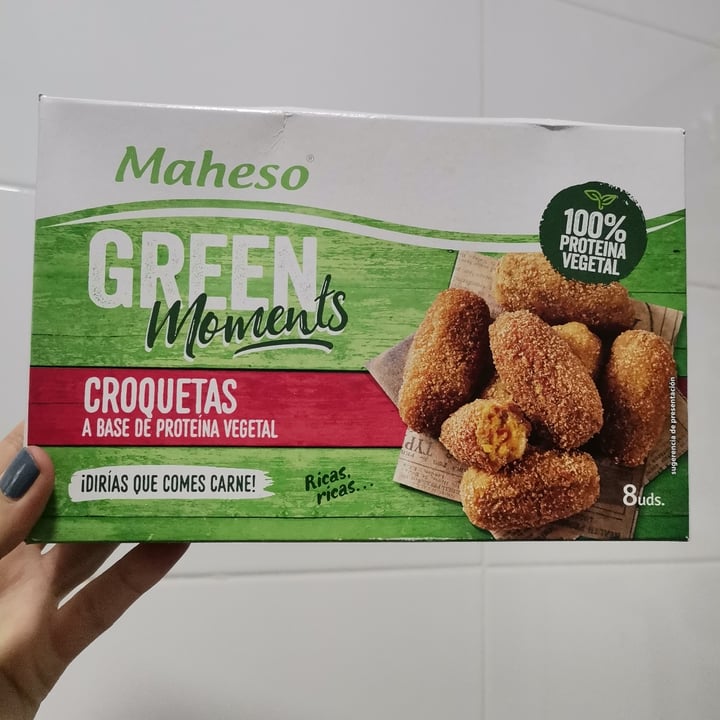 Maheso®
GREEN
Moments
100%
PROTEÍNA
VEGETAL
CROQUETAS
A BASE DE PROTEÍNA VEGETAL
¡DIRÍAS QUE COMES CARNE!
Ricas,
ricas...
8uds.
sugerencia de presentación